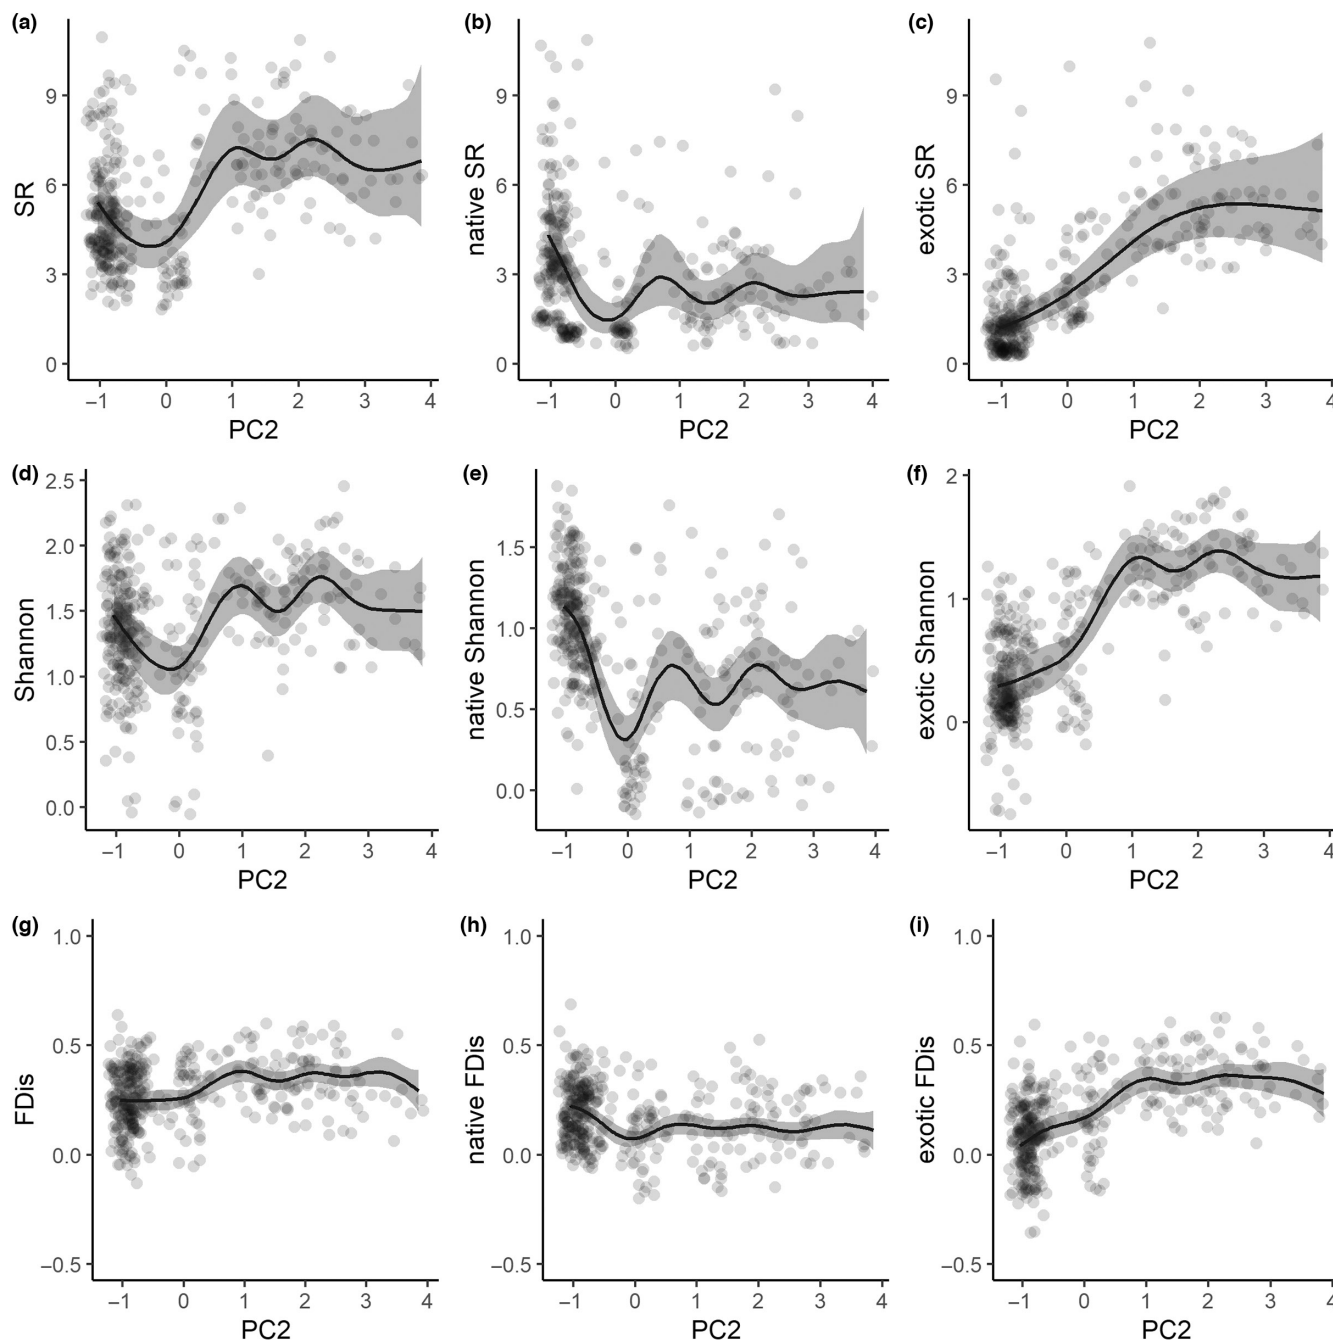 (a)
SR
9
6
3
0
−1 0 1 2 3 4
PC2
(b)
native SR
9
6
3
0
−1 0 1 2 3 4
PC2
(c)
exotic SR
9
6
3
0
−1 0 1 2 3 4
PC2
(d)
Shannon
2.5
2.0
1.5
1.0
0.5
0.0
−1 0 1 2 3 4
PC2
(e)
native Shannon
1.5
1.0
0.5
0.0
−1 0 1 2 3 4
PC2
(f)
exotic Shannon
2
1
0
−1 0 1 2 3 4
PC2
(g)
FDis
1.0
0.5
0.0
−0.5
−1 0 1 2 3 4
PC2
(h)
native FDis
1.0
0.5
0.0
−0.5
−1 0 1 2 3 4
PC2
(i)
exotic FDis
1.0
0.5
0.0
−0.5
−1 0 1 2 3 4
PC2